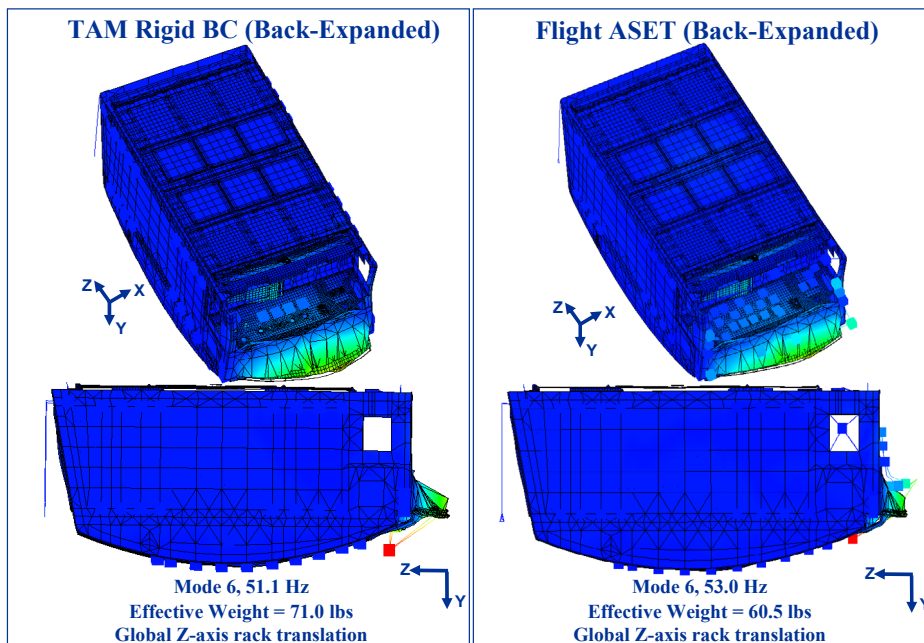 TAM Rigid BC (Back-Expanded)
Z
X
Y
Z
Y
Mode 6, 51.1 Hz
Effective Weight = 71.0 lbs
Global Z-axis rack translation
Flight ASET (Back-Expanded)
Z
X
Y
Z
Y
Mode 6, 53.0 Hz
Effective Weight = 60.5 lbs
Global Z-axis rack translation